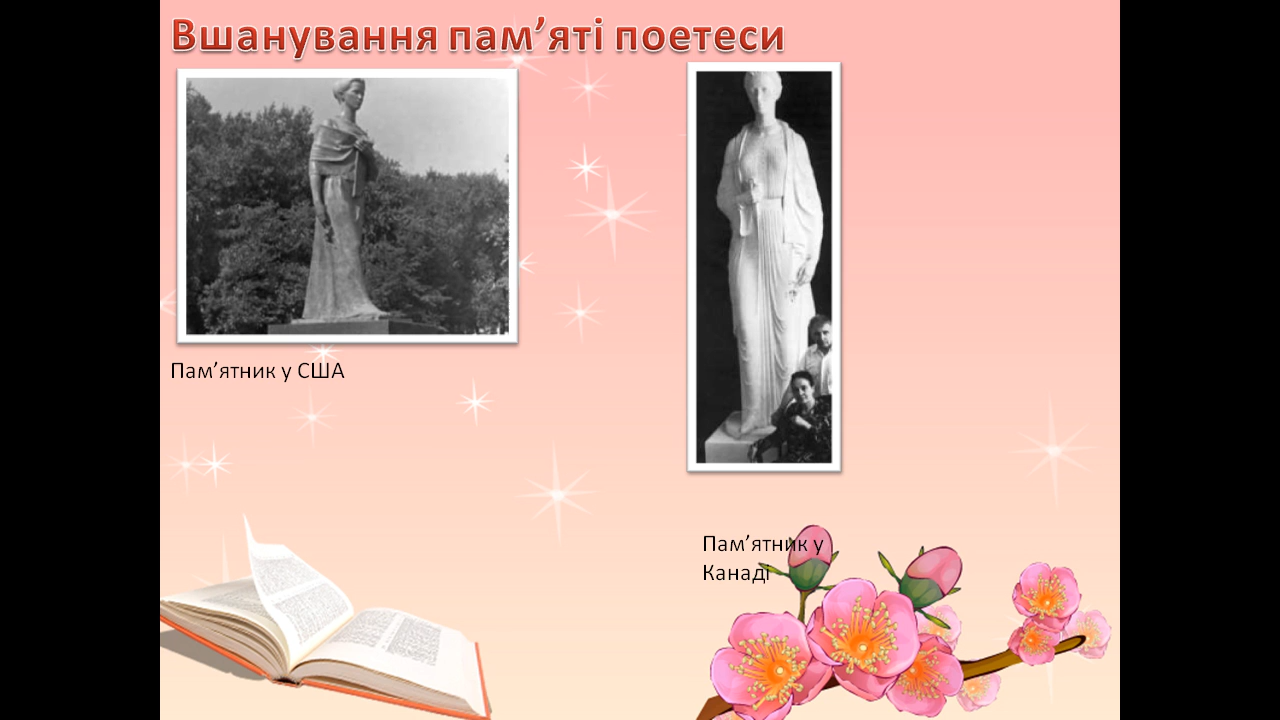 Вшанування пам’яті поетеси
Пам’ятник у США
Пам’ятник у
Канаді